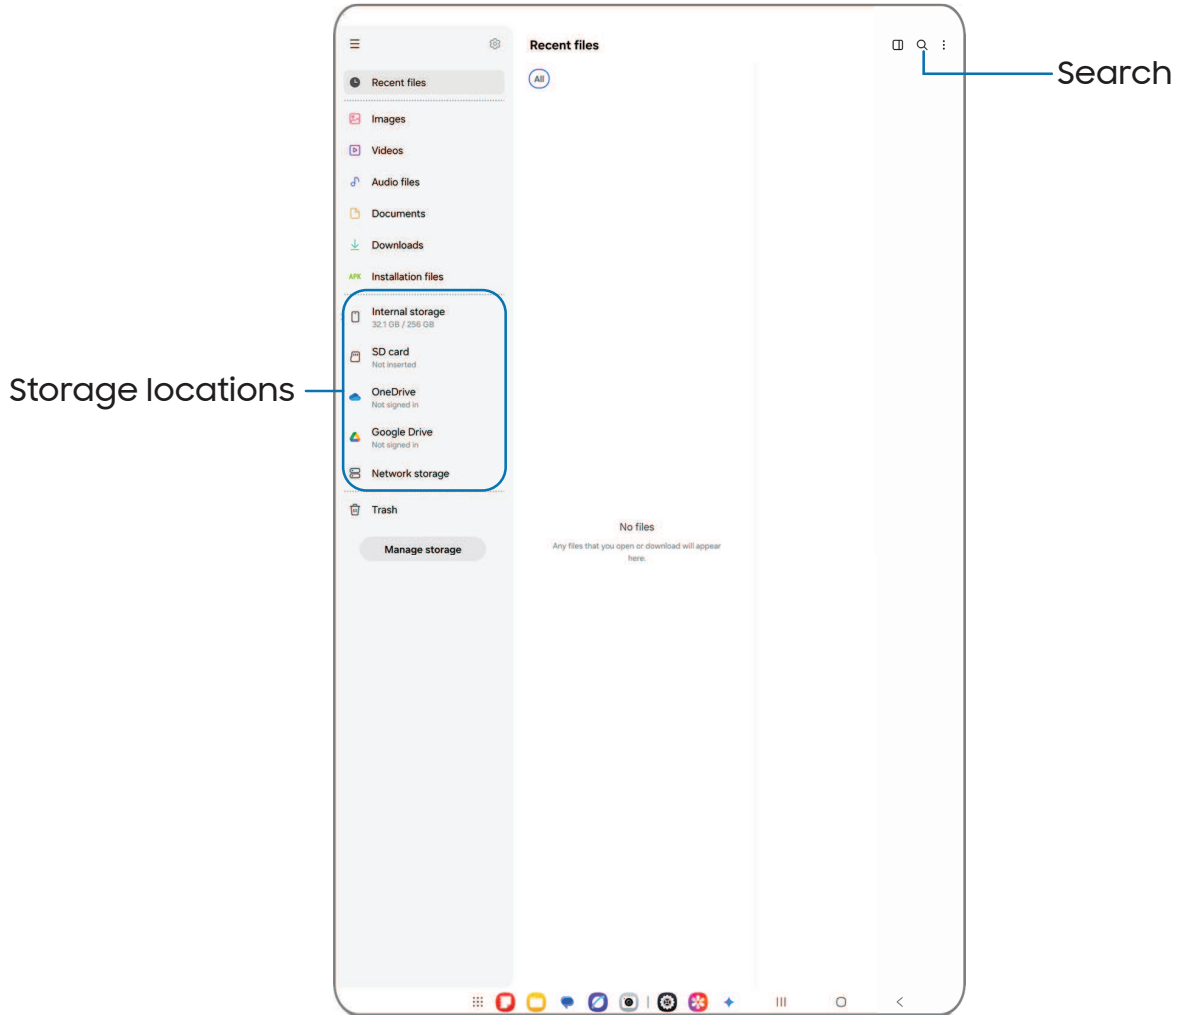 Recent files
Search
All
Recent files
Images
Videos
Audio files
Documents
Downloads
APK Installation files
Storage locations
Internal storage
32.1 GB / 256 GB
SD card
Not inserted
OneDrive
Not signed in
Google Drive
Not signed in
Network storage
Trash
Manage storage
No files
Any files that you open or download will appear
here.